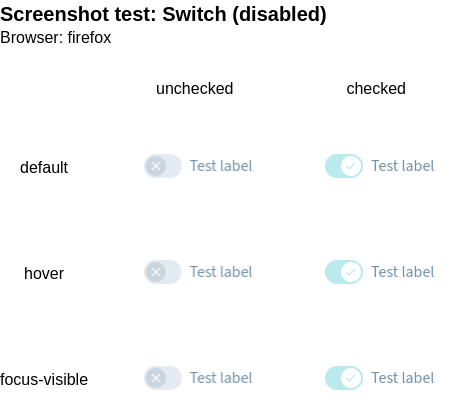 Screenshot test: Switch (disabled)
Browser: firefox
unchecked checked
default Test label Test label
hover Test label Test label
focus-visible Test label Test label